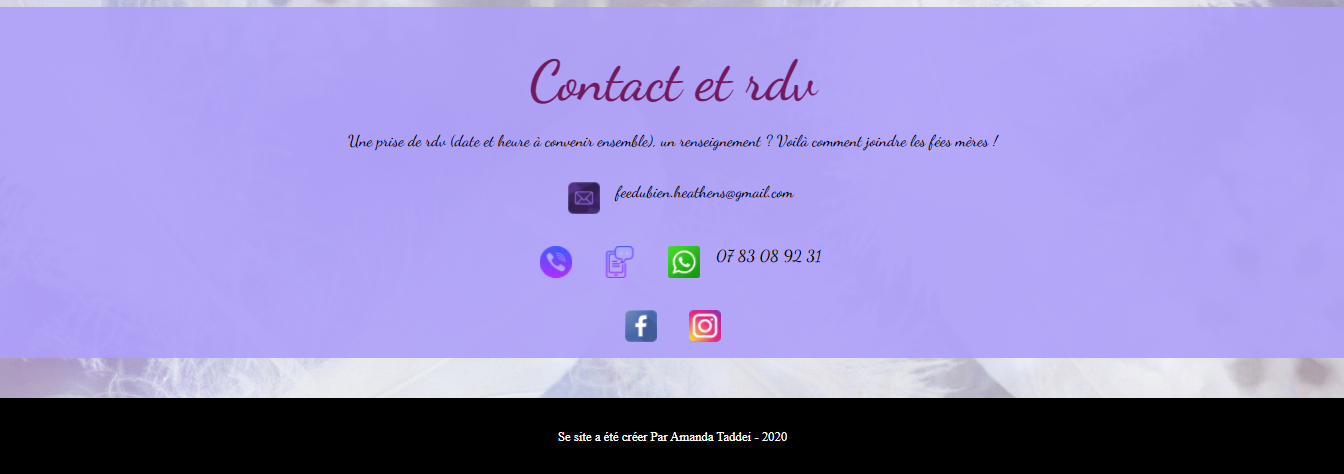 Contact et rdv
Une prise de rdv (date et heure à convenir ensemble), un renseignement ? Voilà comment joindre les fées mères !
feedubien.heathens@gmail.com
07 83 08 92 31
Se site a été créer Par Amanda Taddei - 2020